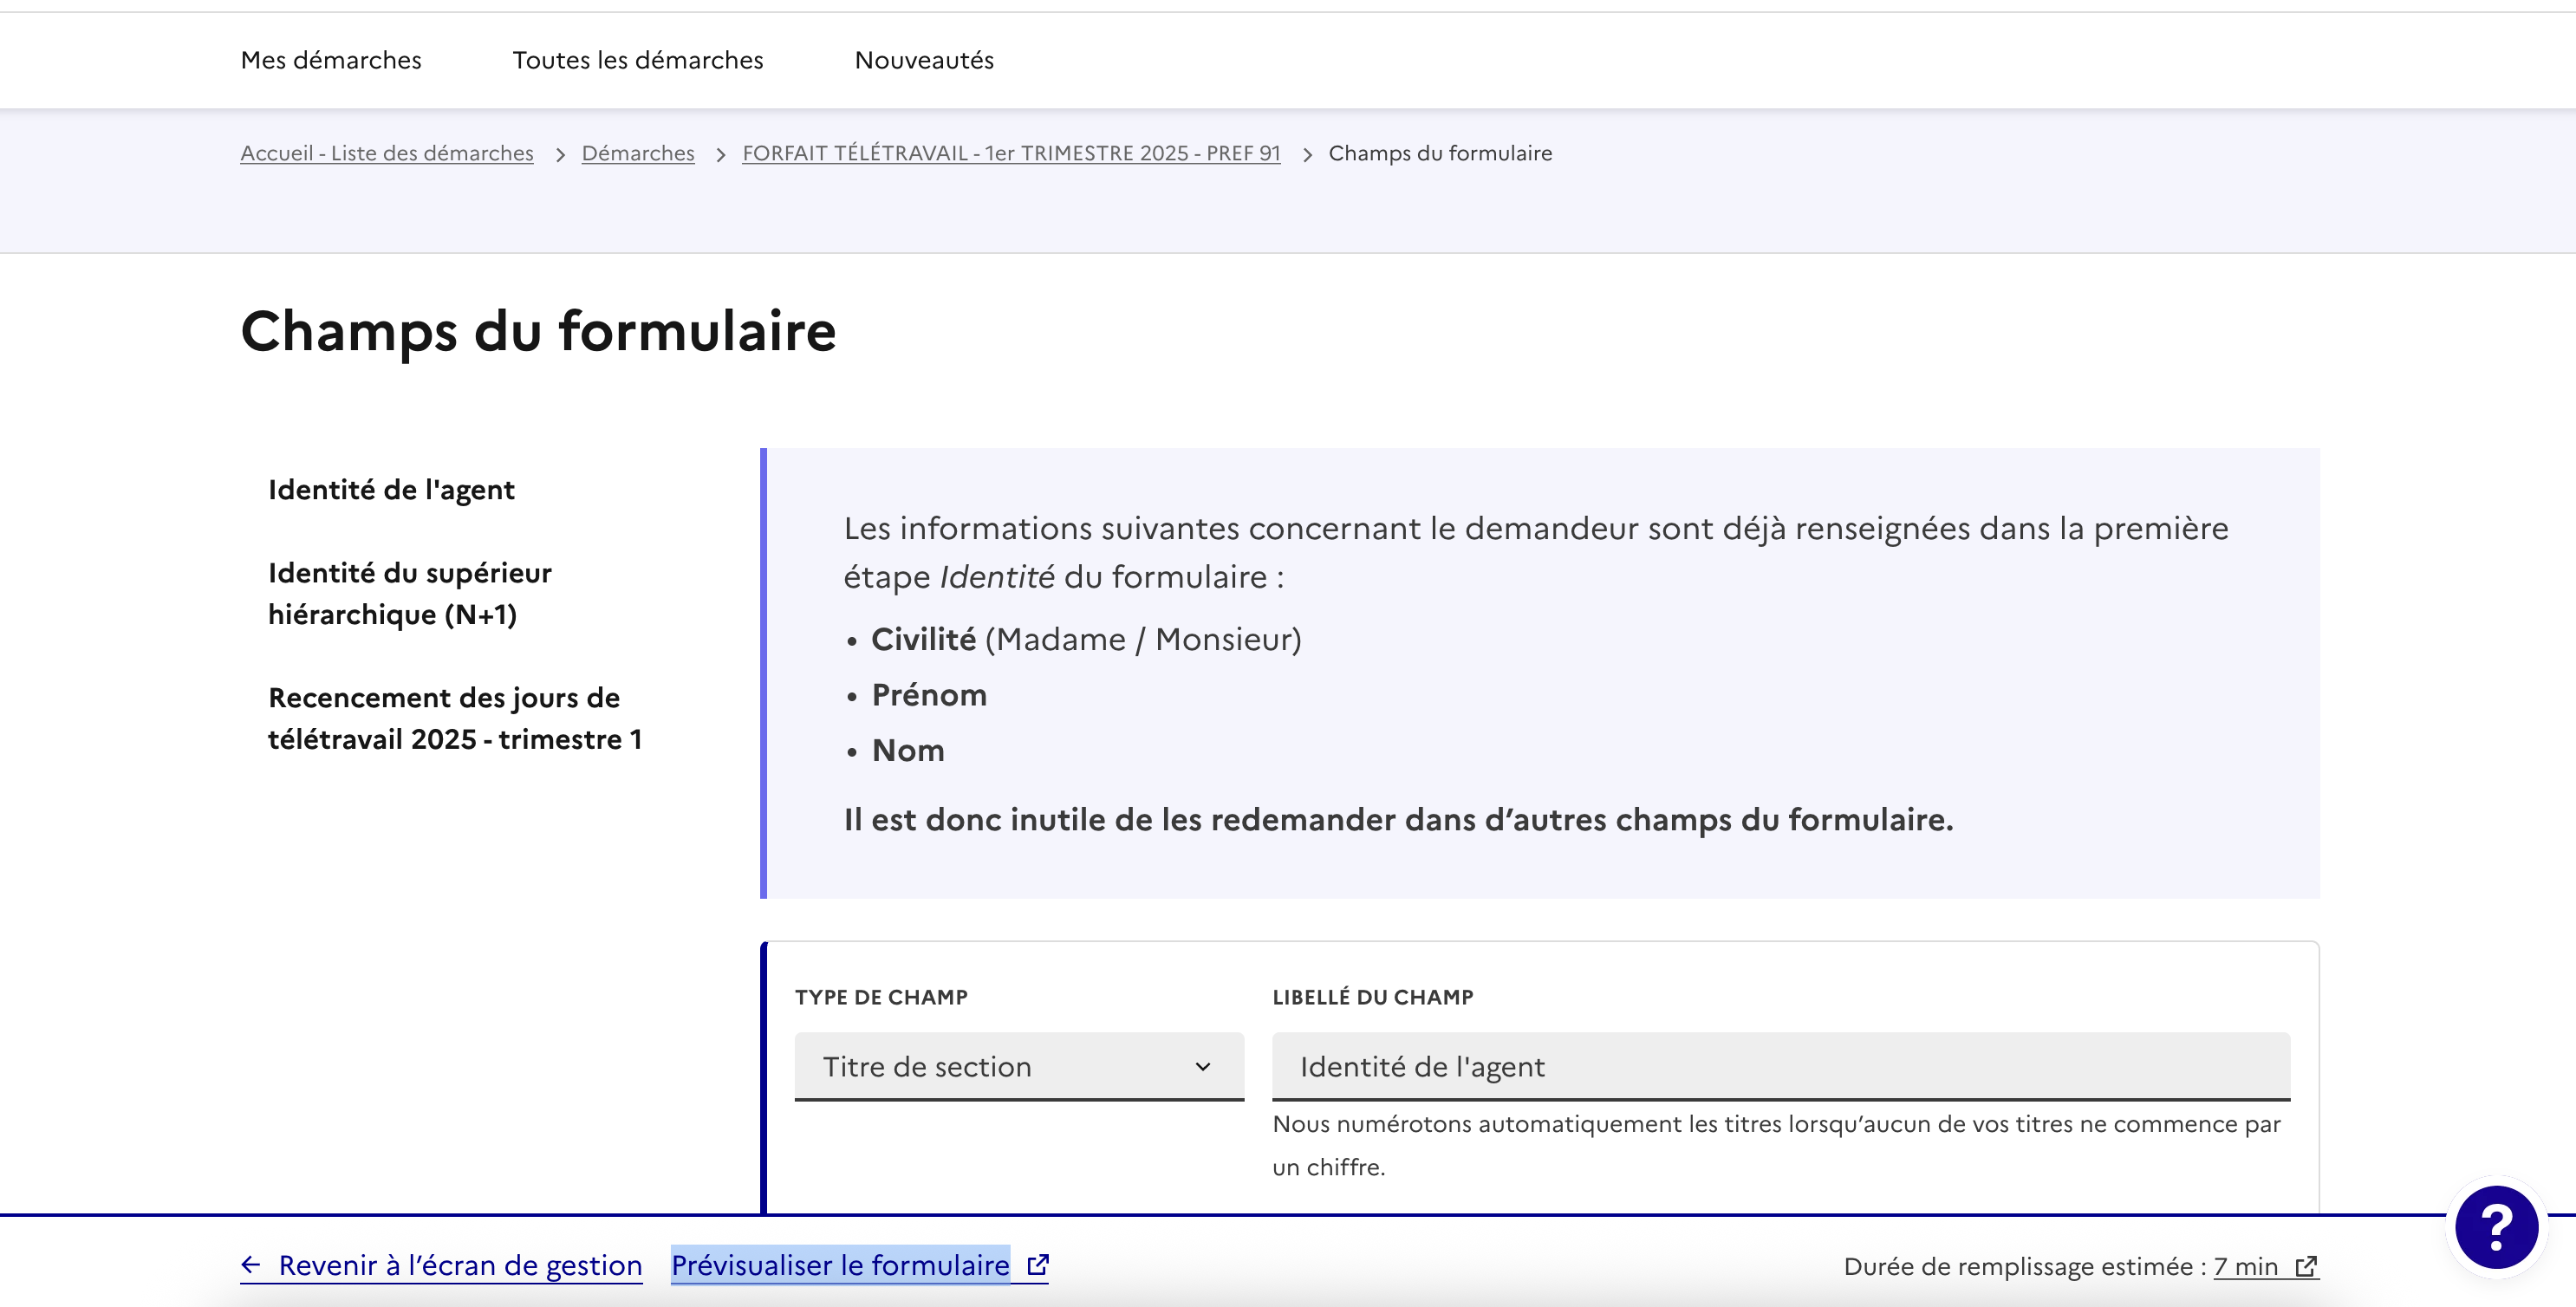 Mes démarches Toutes les démarches Nouveautés
Accueil - Liste des démarches > Démarches > FORFAIT TÉLÉTRAVAIL - 1er TRIMESTRE 2025 - PREF 91 > Champs du formulaire
Champs du formulaire
Identité de l'agent
Identité du supérieur
hiérarchique (N+1)
Recencement des jours de
télétravail 2025 - trimestre 1
Les informations suivantes concernant le demandeur sont déjà renseignées dans la première
étape Identité du formulaire :
• Civilité (Madame / Monsieur)
• Prénom
• Nom
Il est donc inutile de les redemander dans d’autres champs du formulaire.
TYPE DE CHAMP
Titre de section
LIBELLÉ DU CHAMP
Identité de l'agent
Nous numérotons automatiquement les titres lorsqu’aucun de vos titres ne commence par
un chiffre.
← Revenir à l’écran de gestion Prévisualiser le formulaire
Durée de remplissage estimée : 7 min
?